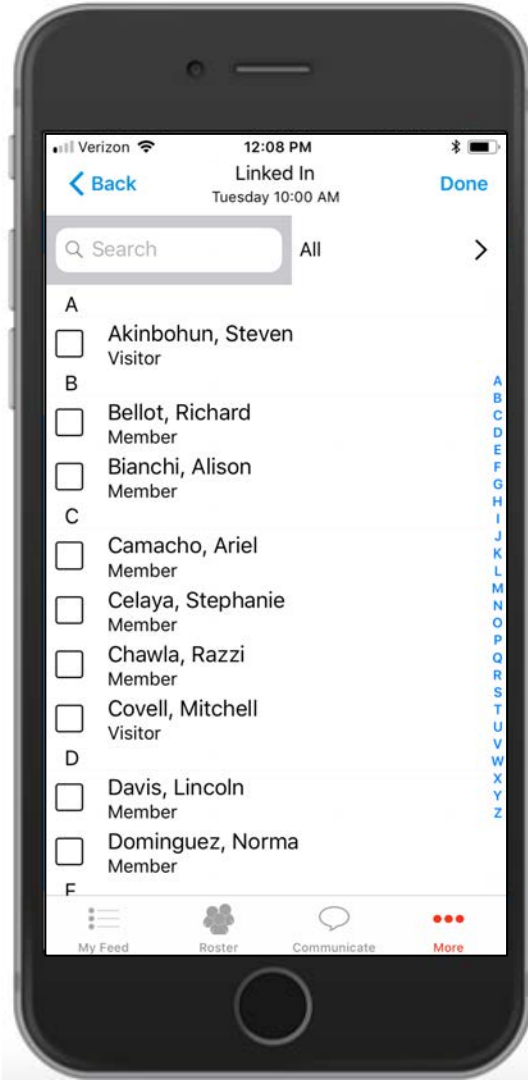 Verizon 12:08 PM
Back Linked In Done
Tuesday 10:00 AM
Search All
A
Akinbohun, Steven
Visitor
B
Bellot, Richard
Member
Bianchi, Alison
Member
C
Camacho, Ariel
Member
Celaya, Stephanie
Member
Chawla, Razzi
Member
Covell, Mitchell
Visitor
D
Davis, Lincoln
Member
Dominguez, Norma
Member
A
B
C
D
E
F
G
H
I
J
K
L
M
N
O
P
Q
R
S
T
U
V
W
X
Y
Z
My Feed Roster Communicate More